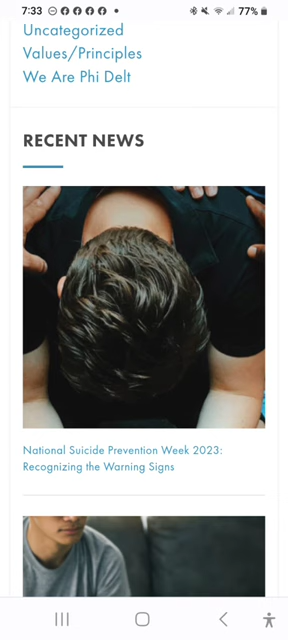 7:33
77%
Uncategorized
Values/Principles
We Are Phi Delt
RECENT NEWS
National Suicide Prevention Week 2023:
Recognizing the Warning Signs